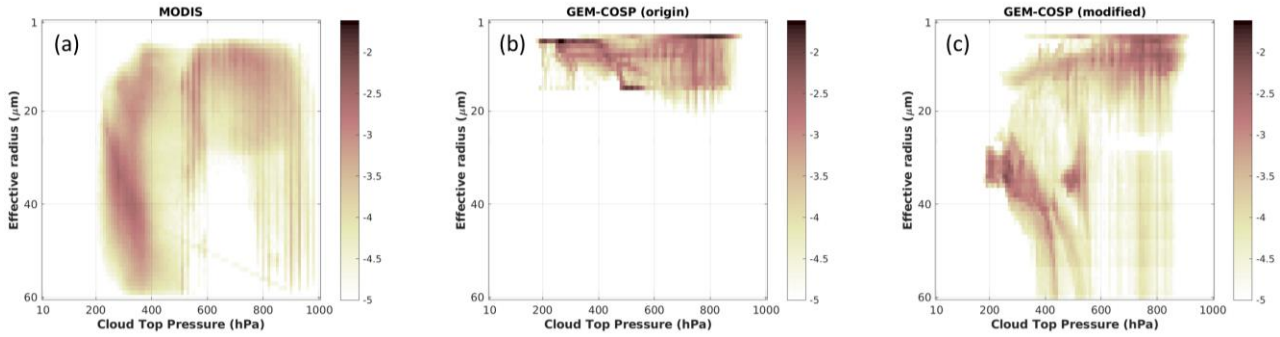 MODIS
(a)
1
20
40
60
Effective radius (μm)
10 200 400 600 800 1000
Cloud Top Pressure (hPa)
-2
-2.5
-3
-3.5
-4
-4.5
-5
GEM-COSP (origin)
(b)
1
20
40
60
Effective radius (μm)
10 200 400 600 800 1000
Cloud Top Pressure (hPa)
-2
-2.5
-3
-3.5
-4
-4.5
-5
GEM-COSP (modified)
(c)
1
20
40
60
Effective radius (μm)
10 200 400 600 800 1000
Cloud Top Pressure (hPa)
-2
-2.5
-3
-3.5
-4
-4.5
-5